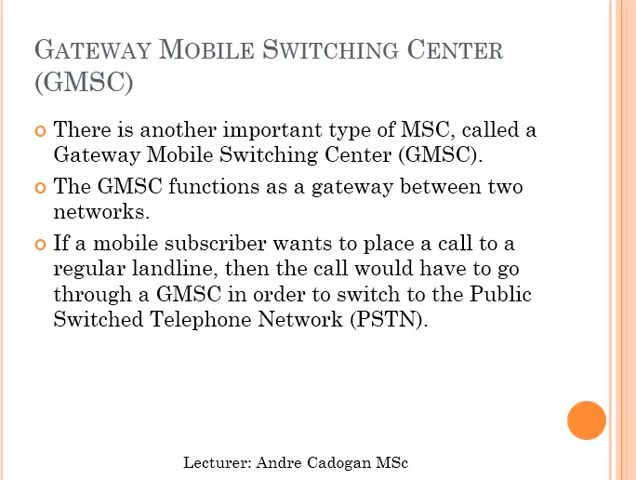 GATEWAY MOBILE SWITCHING CENTER
(GMSC)
There is another important type of MSC, called a
Gateway Mobile Switching Center (GMSC).
The GMSC functions as a gateway between two
networks.
If a mobile subscriber wants to place a call to a
regular landline, then the call would have to go
through a GMSC in order to switch to the Public
Switched Telephone Network (PSTN).
Lecturer: Andre Cadogan MSc